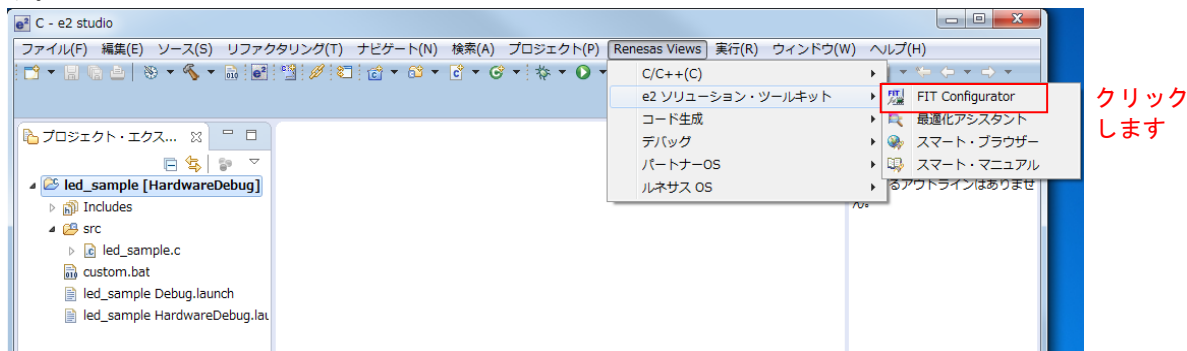 C - e2 studio
ファイル(F) 編集(E) ソース(S) リファクタリング(T) ナビゲート(N) 検索(A) プロジェクト(P) Renesas Views 実行(R) ウィンドウ(W) ヘルプ(H)
C/C++(C)
e2 ソリューション・ツールキット
FIT Configurator
クリック
します
コード生成
最適化アシスタント
デバッグ
スマート・ブラウザー
パートナーOS
スマート・マニュアル
ルネサス OS
るアウトラインはありませ
ん。
プロジェクト・エクス...
led_sample [HardwareDebug]
Includes
src
led_sample.c
custom.bat
led_sample Debug.launch
led_sample HardwareDebug.lau